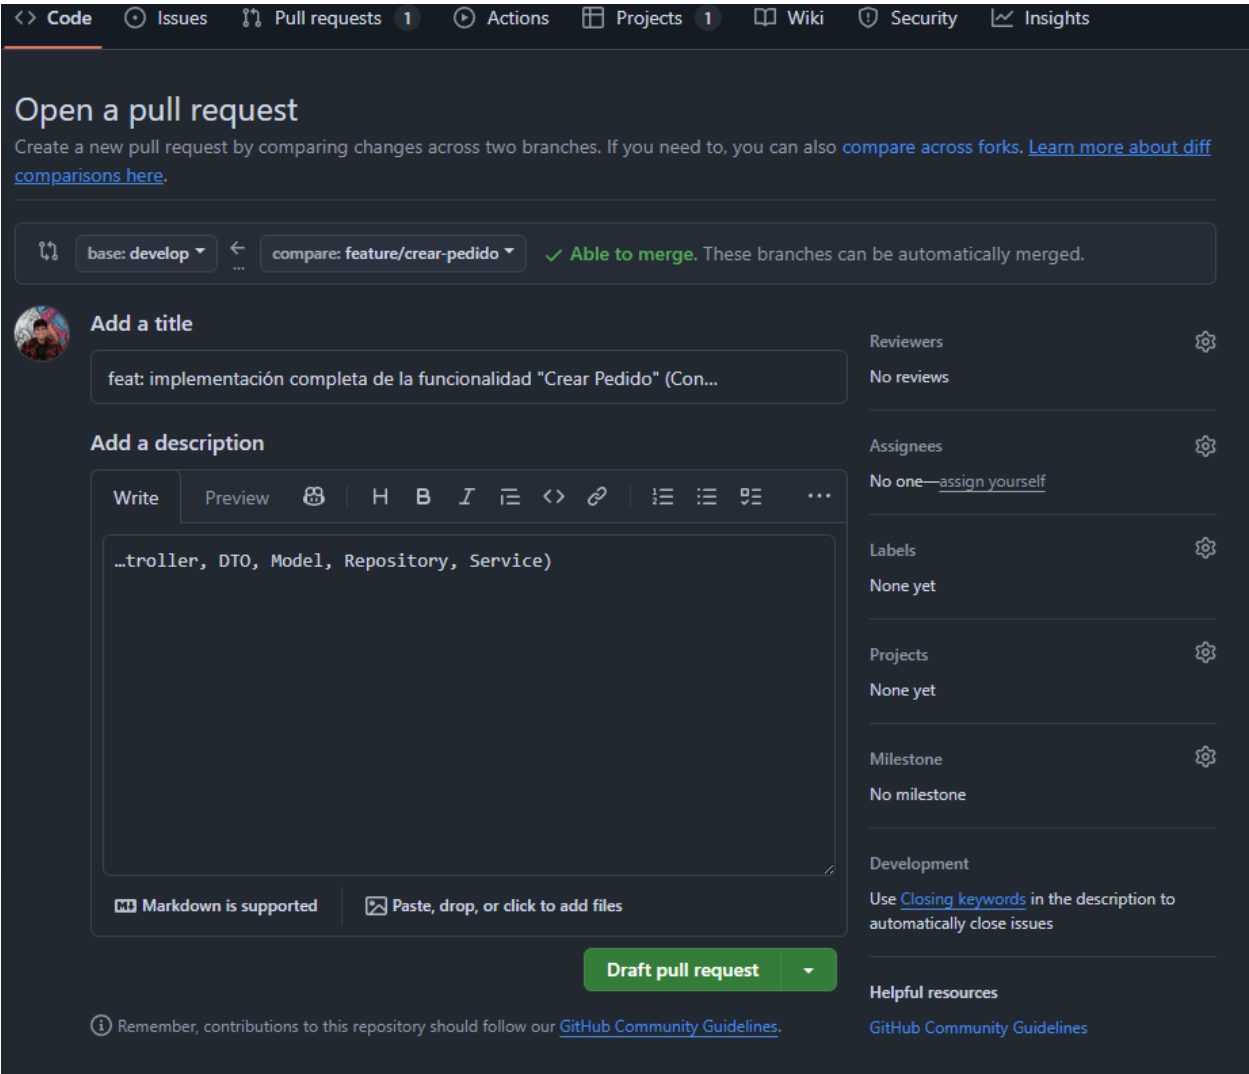 Code Issues Pull requests 1 Actions Projects 1 Wiki Security Insights
Open a pull request
Create a new pull request by comparing changes across two branches. If you need to, you can also compare across forks. Learn more about diff
comparisons here.
base: develop compare: feature/crear-pedido Able to merge. These branches can be automatically merged.
Add a title
feat: implementación completa de la funcionalidad "Crear Pedido" (Con...
Add a description
Write Preview H B I
…troller, DTO, Model, Repository, Service)
Markdown is supported Paste, drop, or click to add files
Draft pull request
Remember, contributions to this repository should follow our GitHub Community Guidelines.
Reviewers
No reviews
Assignees
No one—assign yourself
Labels
None yet
Projects
None yet
Milestone
No milestone
Development
Use Closing keywords in the description to
automatically close issues
Helpful resources
GitHub Community Guidelines